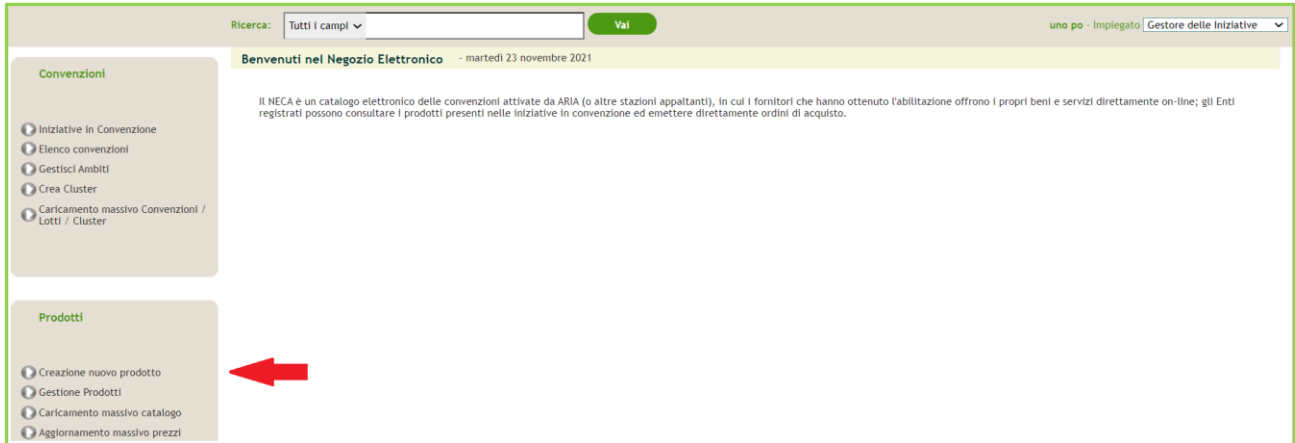 Ricerca: Tutti i campi Vai uno po - Impiegato Gestore delle Iniziative
Benvenuti nel Negozio Elettronico - martedì 23 novembre 2021
Convenzioni
Il NECA è un catalogo elettronico delle convenzioni attivate da ARIA (o altre stazioni appaltanti), in cui i fornitori che hanno ottenuto l'abilitazione offrono i propri beni e servizi direttamente on-line; gli Enti
registrati possono consultare i prodotti presenti nelle iniziative in convenzione ed emettere direttamente ordini di acquisto.
Iniziative in Convenzione
Elenco convenzioni
Gestisci Ambiti
Crea Cluster
Caricamento massivo Convenzioni /
Lotti / Cluster
Prodotti
Creazione nuovo prodotto
Gestione Prodotti
Caricamento massivo catalogo
Aggiornamento massivo prezzi